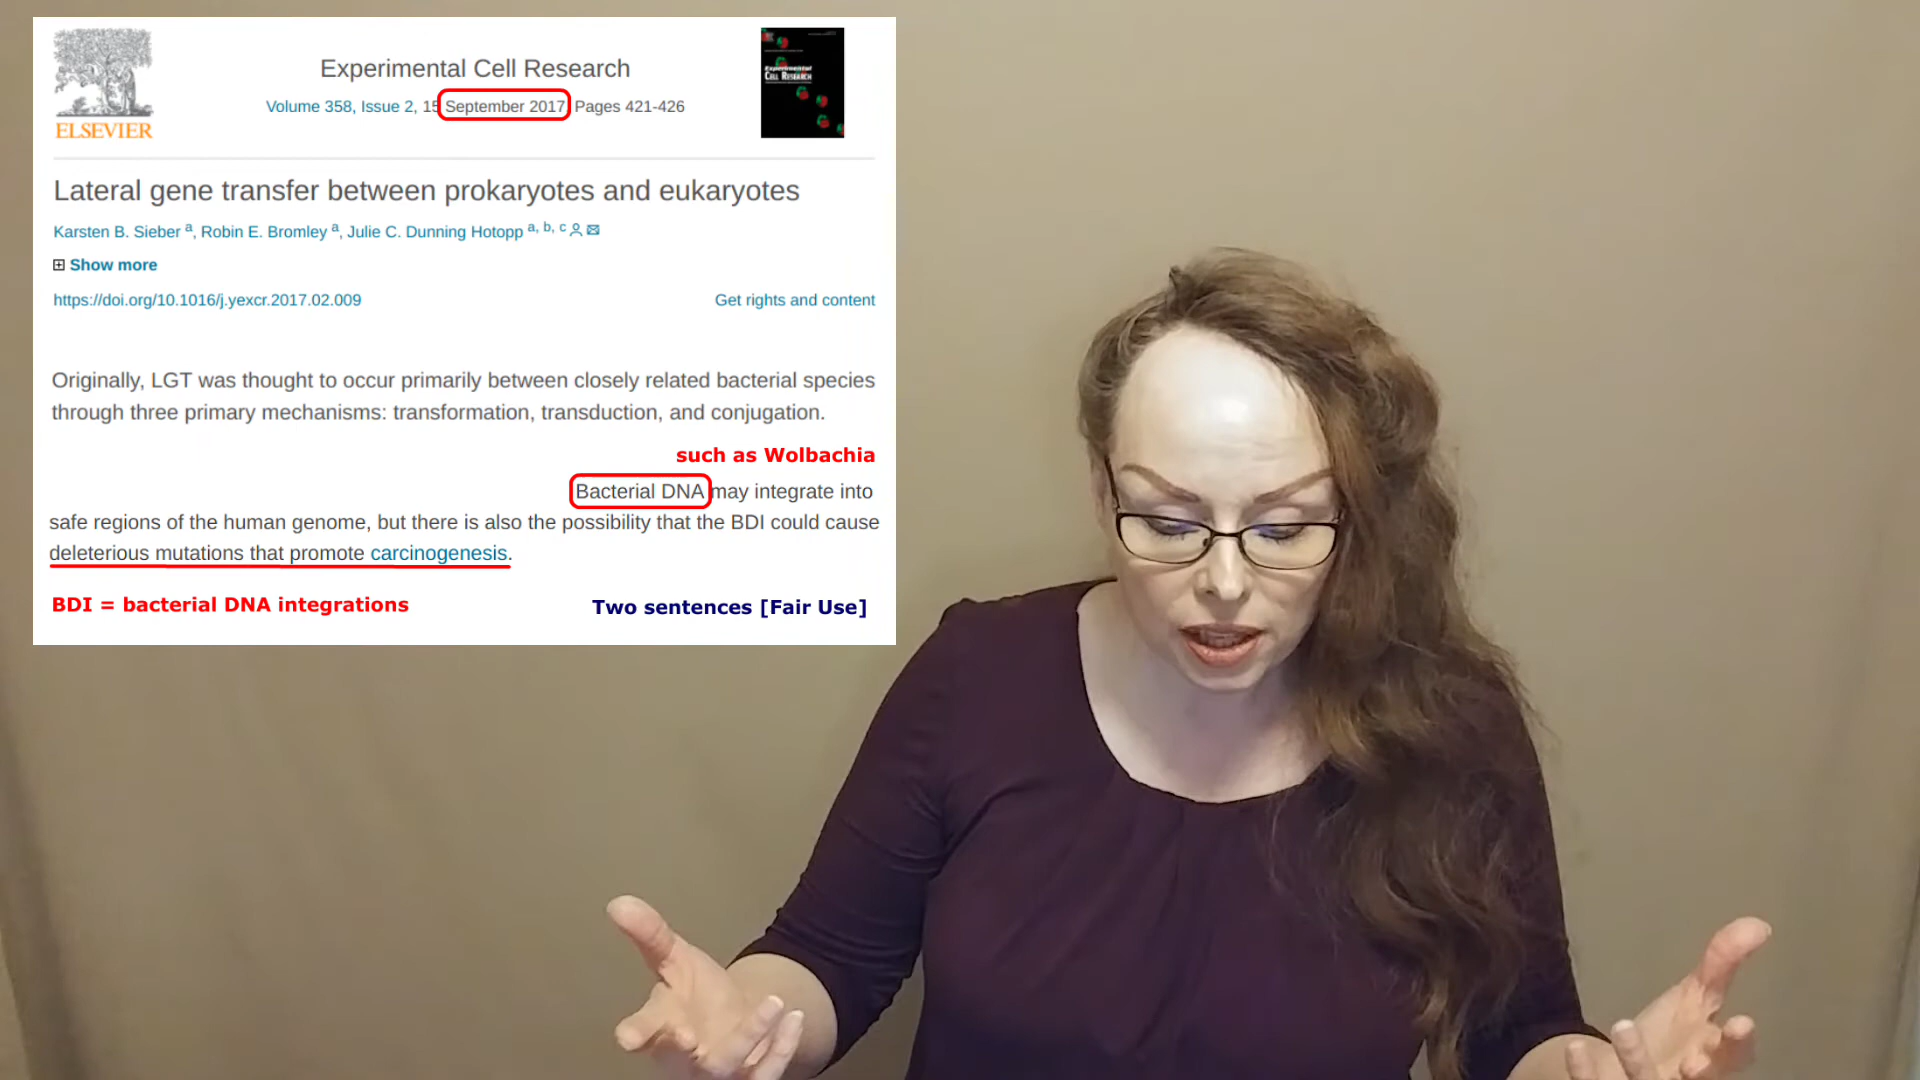 ELSEVIER
Experimental Cell Research
Volume 358, Issue 2, 15 September 2017, Pages 421-426
Experimental
CELL RESEARCH
Lateral gene transfer between prokaryotes and eukaryotes
Karsten B. Sieber a, Robin E. Bromley a, Julie C. Dunning Hotopp a, b, c
Show more
https://doi.org/10.1016/j.yexcr.2017.02.009
Get rights and content
Originally, LGT was thought to occur primarily between closely related bacterial species
through three primary mechanisms: transformation, transduction, and conjugation.
such as Wolbachia
Bacterial DNA may integrate into
safe regions of the human genome, but there is also the possibility that the BDI could cause
deleterious mutations that promote carcinogenesis.
BDI = bacterial DNA integrations
Two sentences [Fair Use]